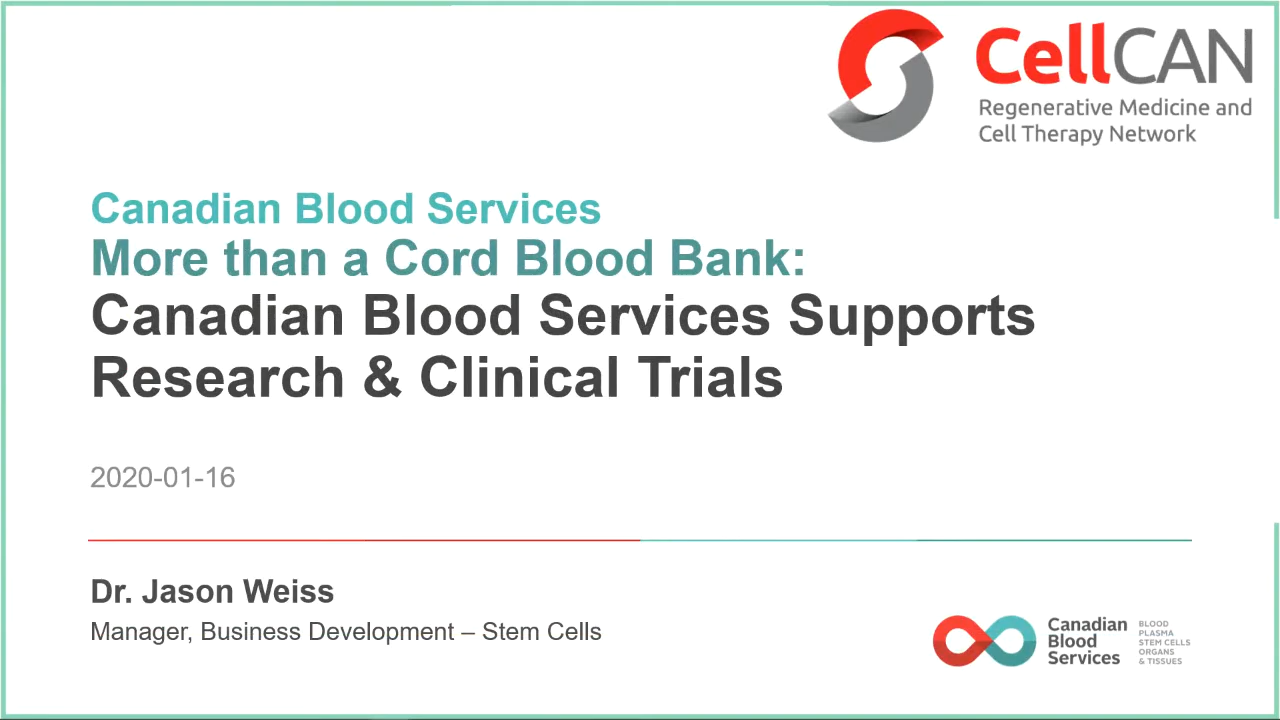 CellCAN
Regenerative Medicine and
Cell Therapy Network
Canadian Blood Services
More than a Cord Blood Bank:
Canadian Blood Services Supports
Research & Clinical Trials
2020-01-16
Dr. Jason Weiss
Manager, Business Development – Stem Cells
Canadian
Blood
Services
BLOOD
PLASMA
STEM CELLS
ORGANS
& TISSUES